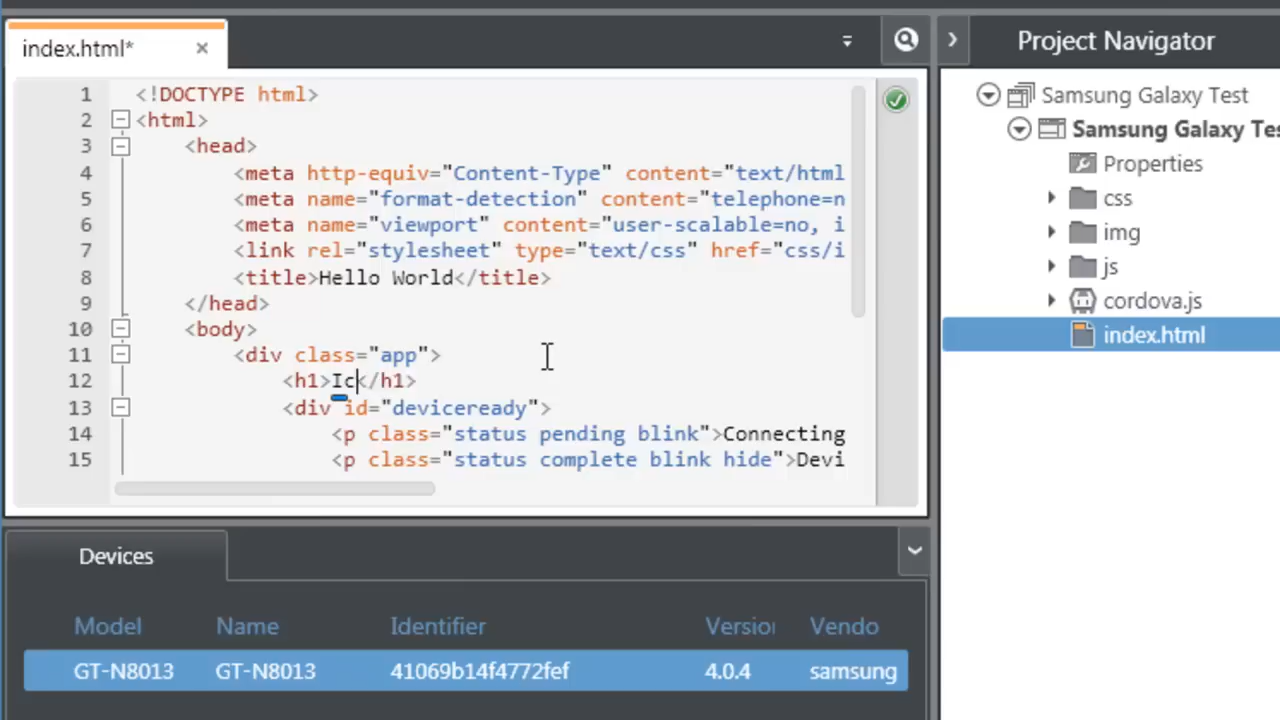 index.html*
Project Navigator
1 <!DOCTYPE html>
2 <html>
3 <head>
4 <meta http-equiv="Content-Type" content="text/html
5 <meta name="format-detection" content="telephone=n
6 <meta name="viewport" content="user-scalable=no, i
7 <link rel="stylesheet" type="text/css" href="css/i
8 <title>Hello World</title>
9 </head>
10 <body>
11 <div class="app">
12 <h1>Ic</h1>
13 <div id="deviceready">
14 <p class="status pending blink">Connecting
15 <p class="status complete blink hide">Devi
Samsung Galaxy Test
Samsung Galaxy Tes
Properties
css
img
js
cordova.js
index.html
Devices
Model Name Identifier Version Vendo
GT-N8013 GT-N8013 41069b14f4772fef 4.0.4 samsung